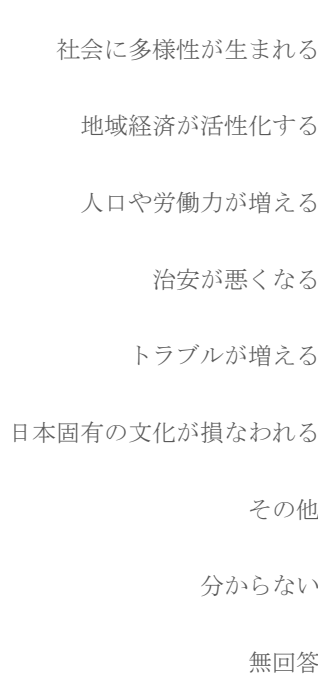 社会に多様性が生まれる
地域経済が活性化する
人口や労働力が増える
治安が悪くなる
トラブルが増える
日本固有の文化が損なわれる
その他
分からない
無回答